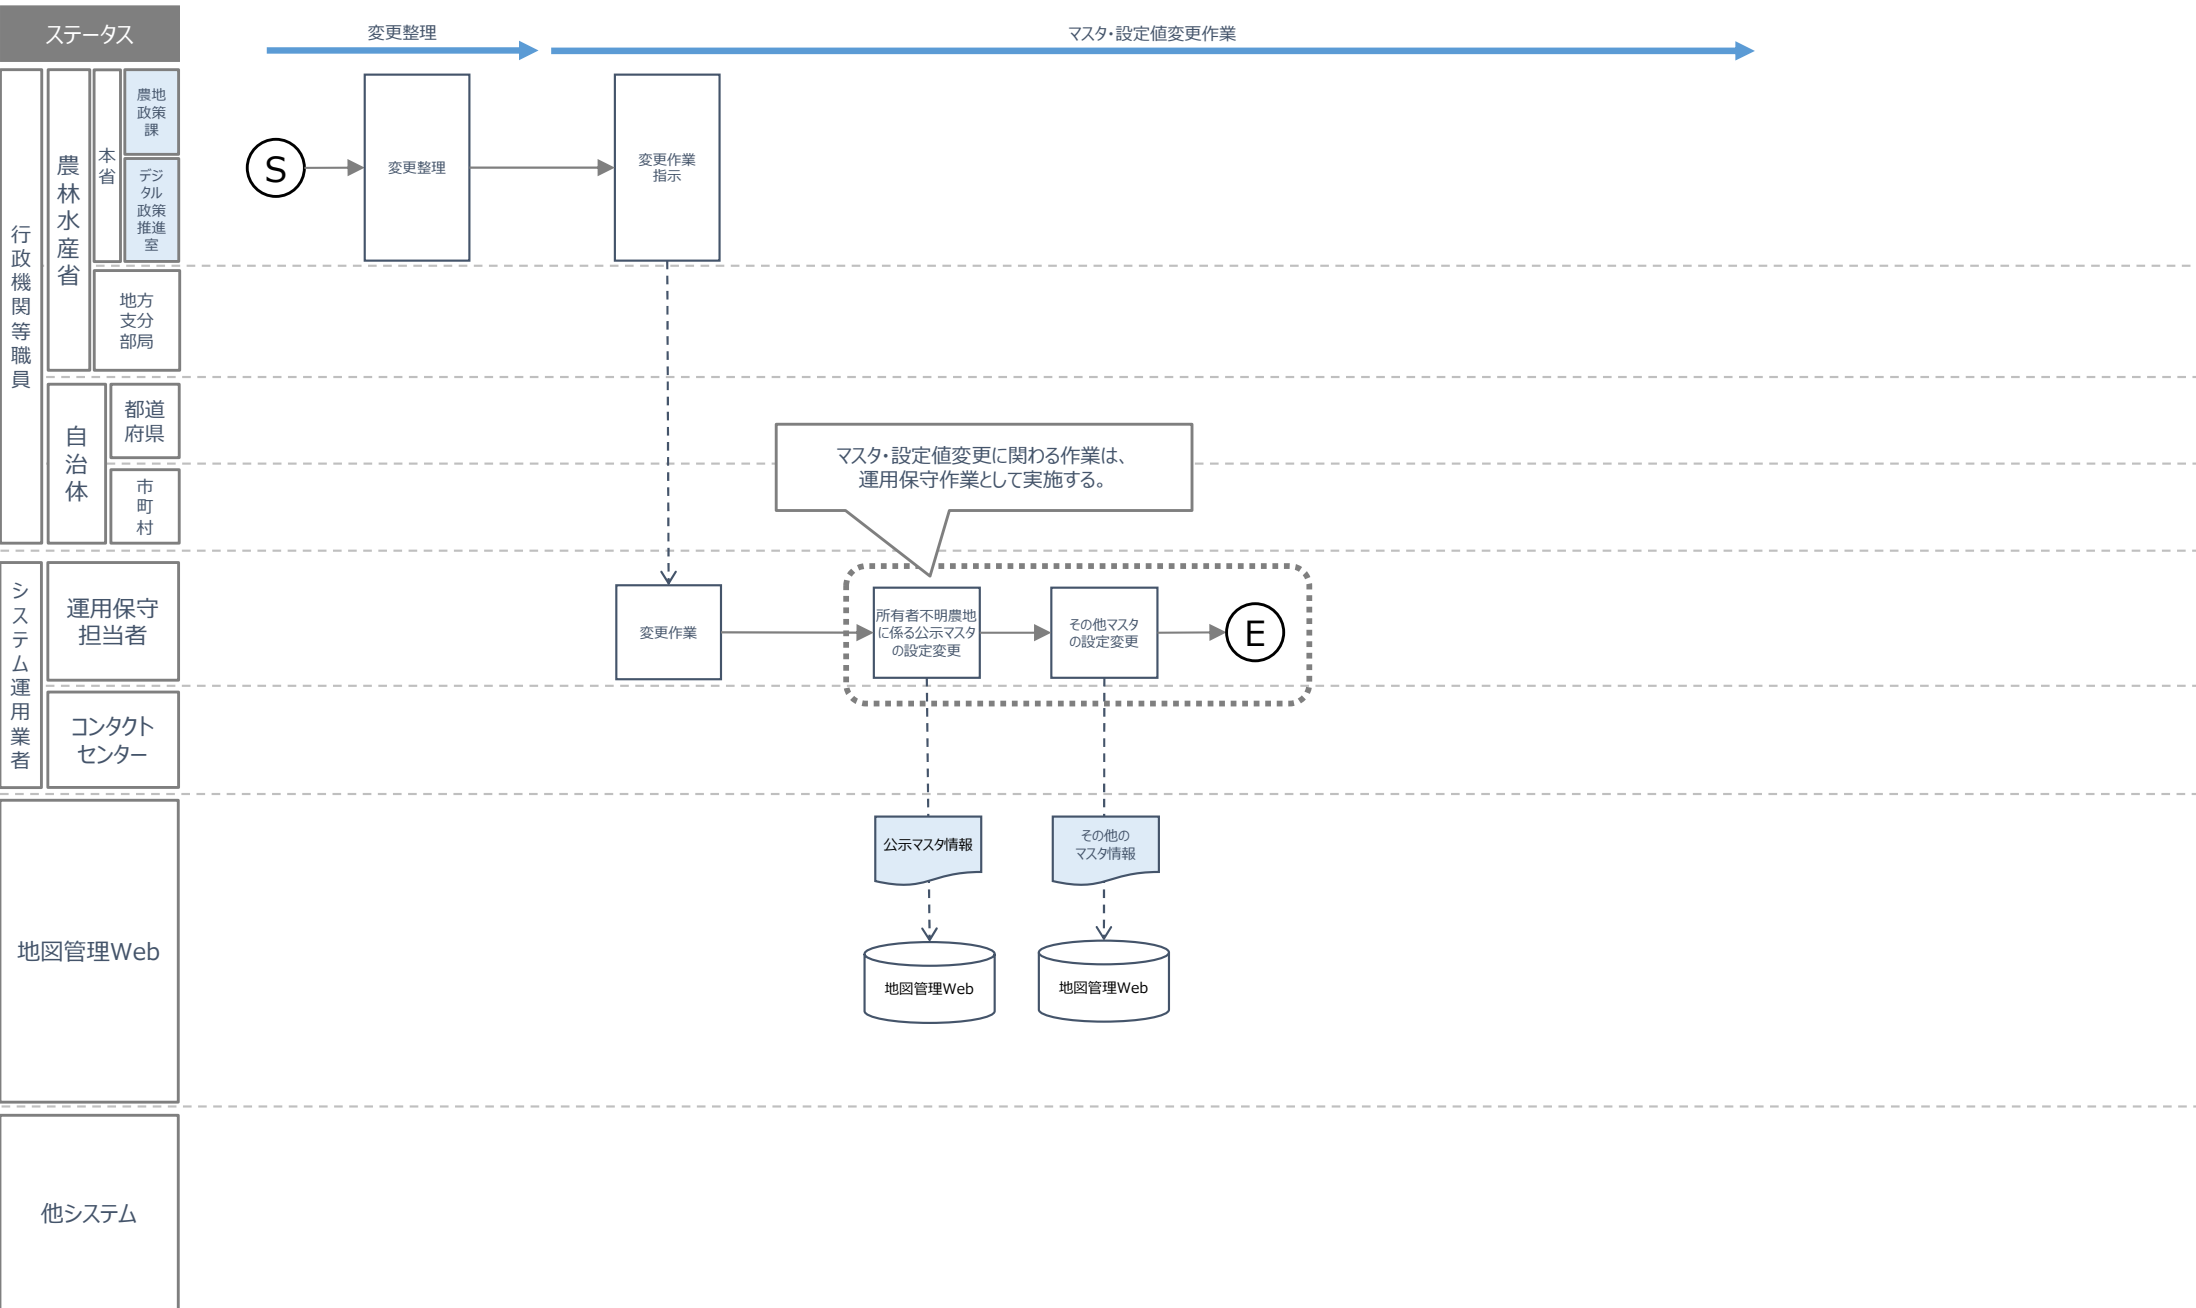 ステータス
変更整理
マスタ・設定値変更作業
行政機関等職員
農林水産省
本省
農地
政策
課
デジ
タル
政策
推進
室
S
変更整理
変更作業
指示
地方
支分
部局
自治体
都道
府県
市町村
マスタ・設定値変更に関わる作業は、
運用保守作業として実施する。
システム運用業者
運用保守
担当者
変更作業
所有者不明農地
に係る公示マスタ
の設定変更
その他マスタ
の設定変更
E
コンタクト
センター
地図管理Web
公示マスタ情報
その他の
マスタ情報
地図管理Web
地図管理Web
他システム